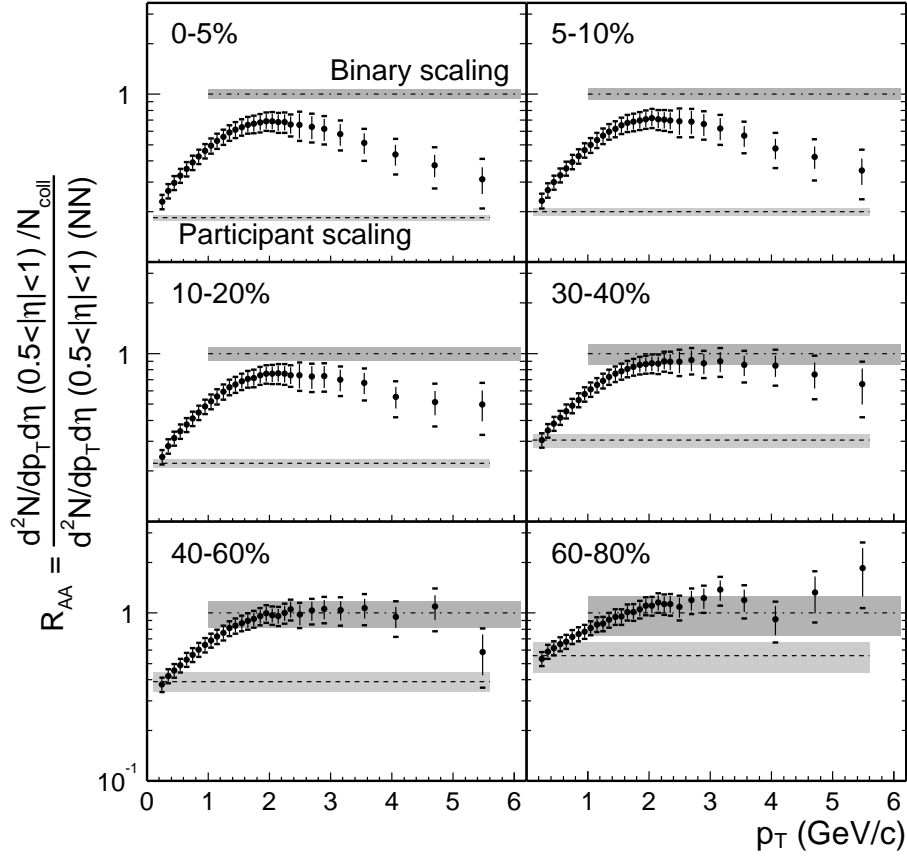 R_AA = d²N/dp_T dη (0.5<|η|<1) /N_coll
d²N/dp_T dη (0.5<|η|<1) (NN)
0-5%
5-10%
Binary scaling
1
Participant scaling
10-20%
30-40%
1
40-60%
60-80%
1
10⁻¹
0 1 2 3 4 5 6
1 2 3 4 5 6
p_T (GeV/c)